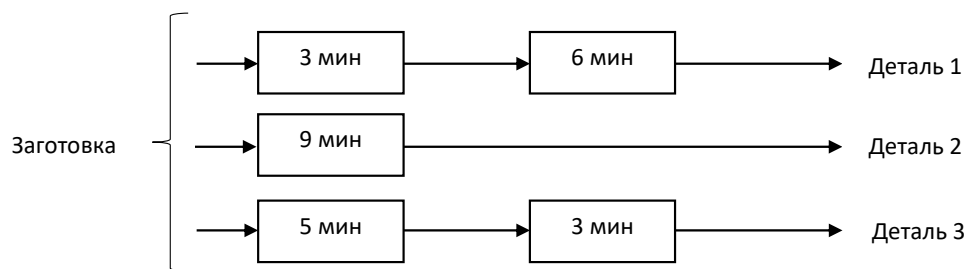 3 мин
6 мин
Деталь 1
Заготовка
9 мин
Деталь 2
5 мин
3 мин
Деталь 3